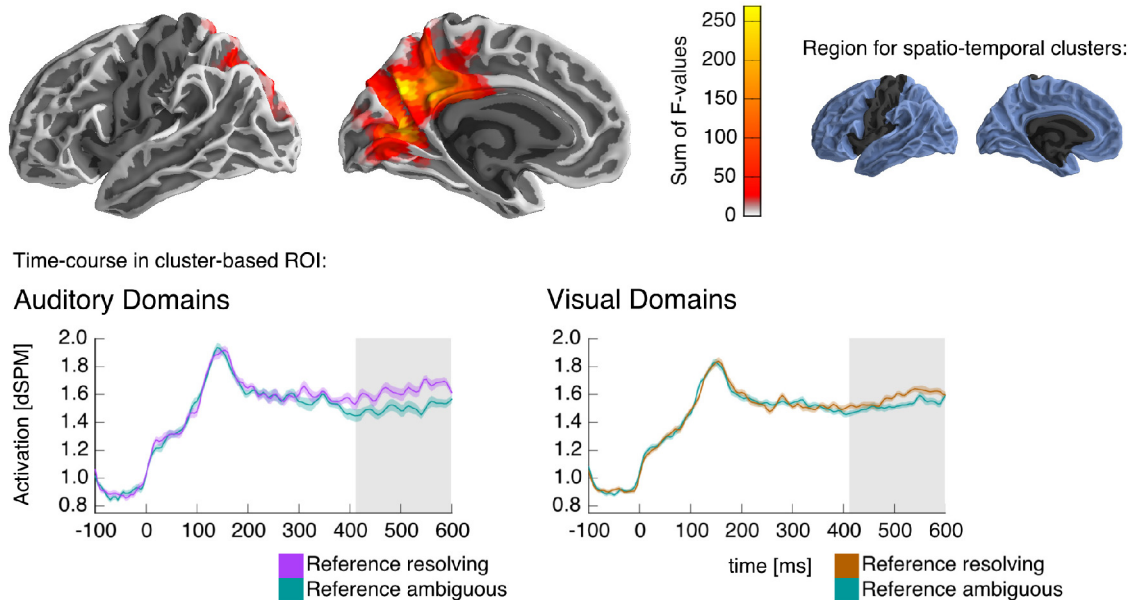 Region for spatio-temporal clusters:
Sum of F-values
250
200
150
100
50
0
Time-course in cluster-based ROI:
Auditory Domains
Activation [dSPM]
2.0
1.8
1.6
1.4
1.2
1.0
0.8
-100 0 100 200 300 400 500 600
Reference resolving
Reference ambiguous
Visual Domains
2.0
1.8
1.6
1.4
1.2
1.0
0.8
-100 0 100 200 300 400 500 600
time [ms]
Reference resolving
Reference ambiguous